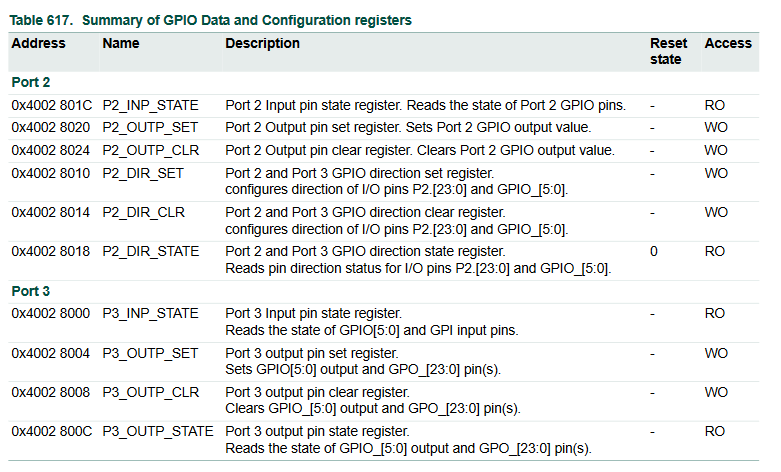 Table 617. Summary of GPIO Data and Configuration registers
Address Name Description Reset state Access
Port 2
0x4002 801C P2_INP_STATE Port 2 Input pin state register. Reads the state of Port 2 GPIO pins. - RO
0x4002 8020 P2_OUTP_SET Port 2 Output pin set register. Sets Port 2 GPIO output value. - WO
0x4002 8024 P2_OUTP_CLR Port 2 Output pin clear register. Clears Port 2 GPIO output value. - WO
0x4002 8010 P2_DIR_SET Port 2 and Port 3 GPIO direction set register. - WO
configures direction of I/O pins P2.[23:0] and GPIO_[5:0].
0x4002 8014 P2_DIR_CLR Port 2 and Port 3 GPIO direction clear register. - WO
configures direction of I/O pins P2.[23:0] and GPIO_[5:0].
0x4002 8018 P2_DIR_STATE Port 2 and Port 3 GPIO direction state register. 0 RO
Reads pin direction status for I/O pins P2.[23:0] and GPIO_[5:0].
Port 3
0x4002 8000 P3_INP_STATE Port 3 Input pin state register. - RO
Reads the state of GPIO[5:0] and GPI input pins.
0x4002 8004 P3_OUTP_SET Port 3 output pin set register. - WO
Sets GPIO[5:0] output and GPO_[23:0] pin(s).
0x4002 8008 P3_OUTP_CLR Port 3 output pin clear register. - WO
Clears GPIO_[5:0] output and GPO_[23:0] pin(s).
0x4002 800C P3_OUTP_STATE Port 3 output pin state register. - RO
Reads the state of GPIO_[5:0] output and GPO_[23:0] pin(s).